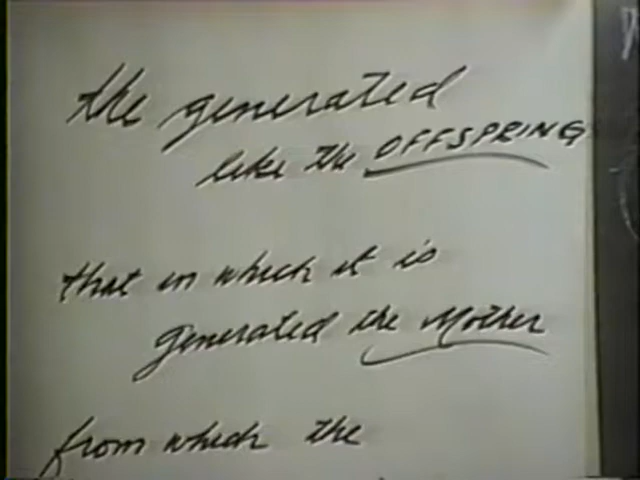 the generated
like the OFFSPRING
that in which it is
generated the Mother
from which the